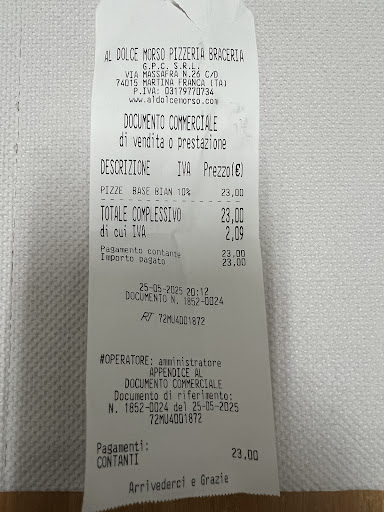 AL DOLCE MORSO PIZZERIA BRACERIA
G.P.C. S.R.L.
VIA MASSAFRA N.26 C/D
74015 MARTINA FRANCA (TA)
P.IVA: 03179770734
www.aldolcemorso.com
DOCUMENTO COMMERCIALE
di vendita o prestazione
DESCRIZIONE IVA Prezzo(€)
PIZZE BASE BIAN 10% 23,00
TOTALE COMPLESSIVO 23,00
di cui IVA 2,09
Pagamento contante 23,00
Importo pagato 23,00
25-05-2025 20:12
DOCUMENTO N. 1852-0024
RT 72MU4001872
#OPERATORE: amministratore
APPENDICE AL
DOCUMENTO COMMERCIALE
Documento di riferimento:
N. 1852-0024 del 25-05-2025
72MU4001872
Pagamenti:
CONTANTI 23,00
Arrivederci e Grazie